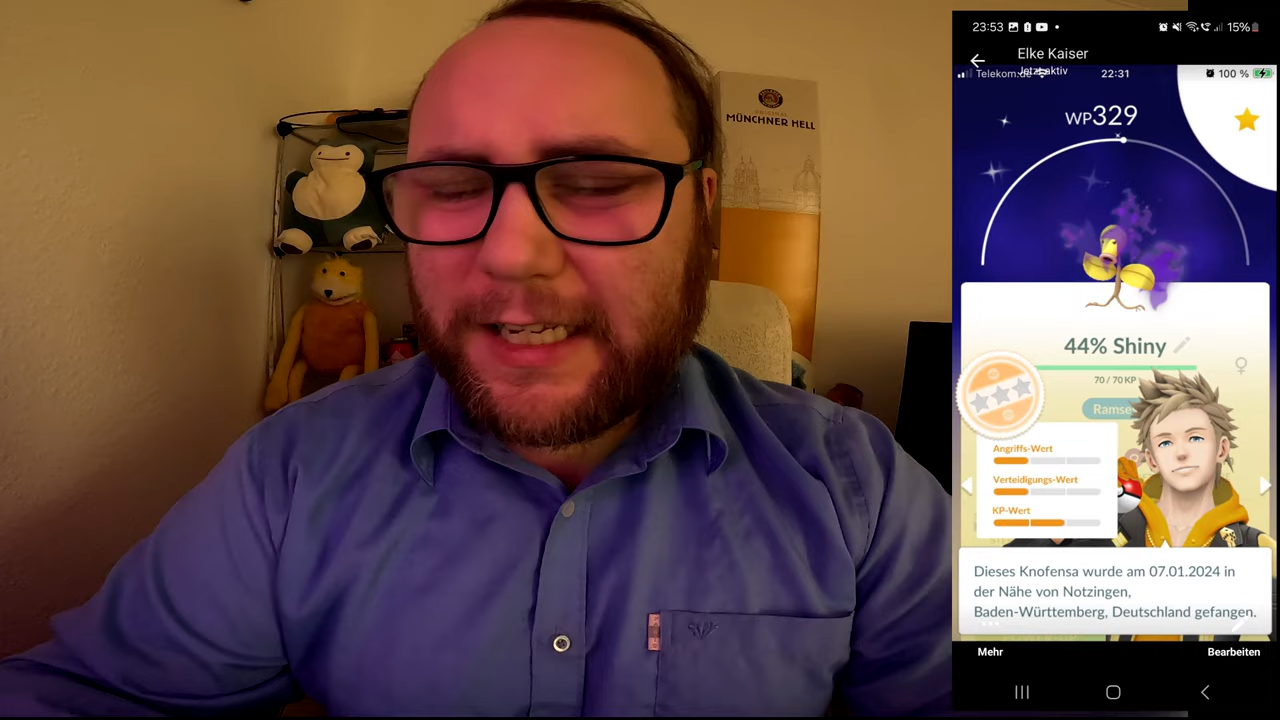 MÜNCHNER HELL
23:53
15%
Elke Kaiser
Jetzt aktiv
Telekom.de
22:31
100 %
WP329
44% Shiny
70 / 70 KP
Angriffs-Wert
Verteidigungs-Wert
KP-Wert
Dieses Knofensa wurde am 07.01.2024 in
der Nähe von Notzingen,
Baden-Württemberg, Deutschland gefangen.
Mehr
Bearbeiten